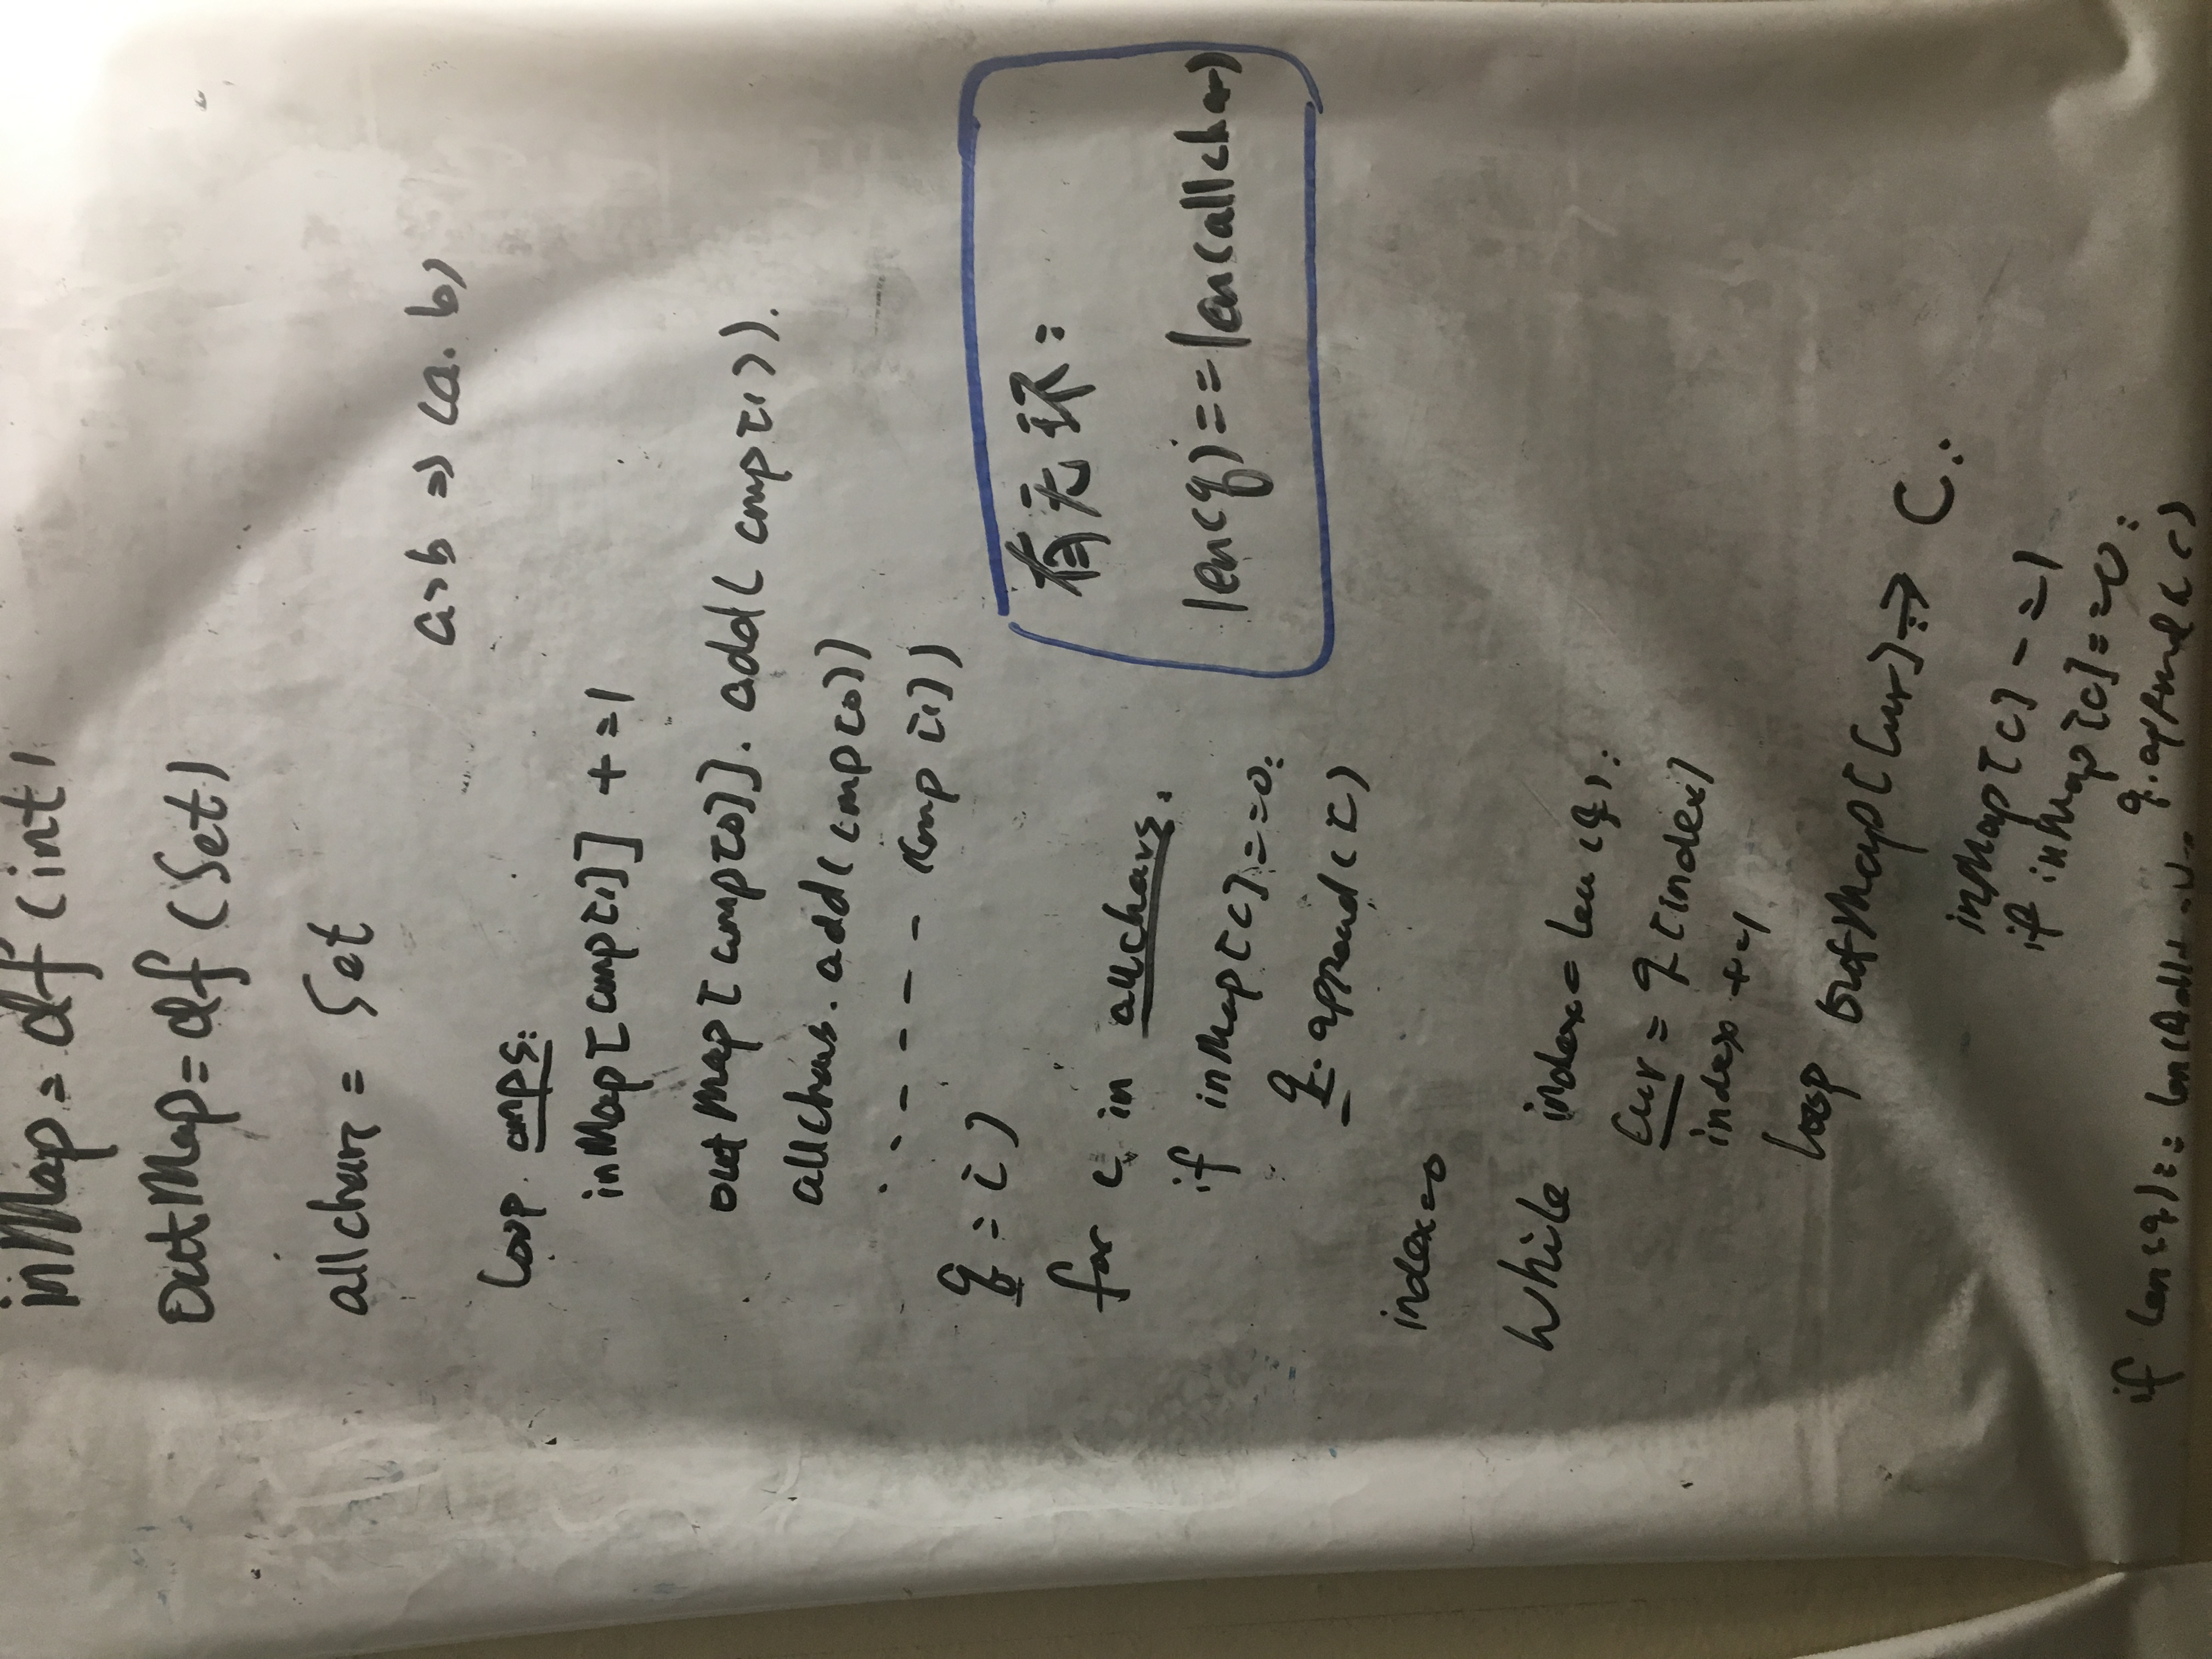 inMap = df (int)
outMap = df (Set)
allchars = Set
a>b => (a. b)
loop cmps:
inMap[cmp[1]] +=1
outMap[cmp[0]]. add( cmp[1]).
allchars. add(cmp[0])
. . - - - - - (cmp [1])
q = []
for c in allchars:
if inMap[c]==0:
q. append(c)
index=0
有无环:
len(q)==len(allchar)
While index= len(q):
Cur = q[index]
index +=1
loop outMap[Cur] => C:
inMap[c] -=1
if inMap[c]==0:
q.append(c)
if len(q)==